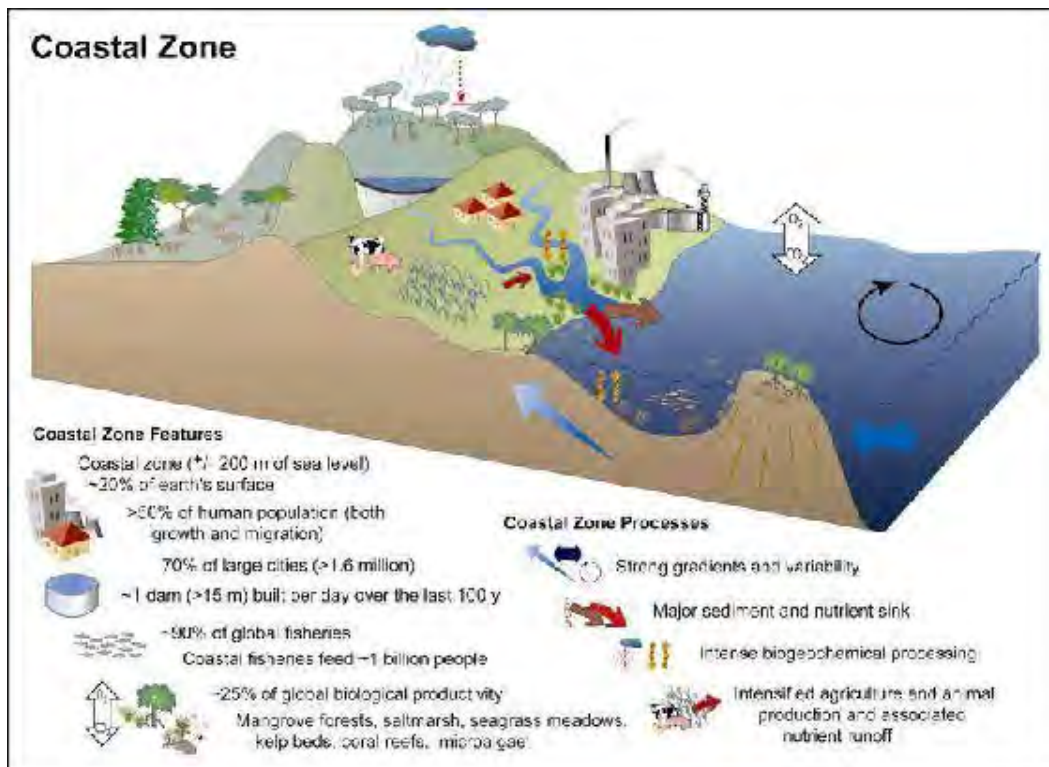 Coastal Zone
O₂
Coastal Zone Features
Coastal zone (+/- 200 m of sea level)
~20% of earth's surface
>50% of human population (both
growth and migration)
70% of large cities (>1.6 million)
~1 dam (>15 m) built per day over the last 100 y
~90% of global fisheries
Coastal fisheries feed ~1 billion people
~25% of global biological productivity
Mangrove forests, saltmarsh, seagrass meadows,
kelp beds, coral reefs, microalgae
Coastal Zone Processes
Strong gradients and variability
Major sediment and nutrient sink
Intense biogeochemical processing
Intensified agriculture and animal
production and associated
nutrient runoff